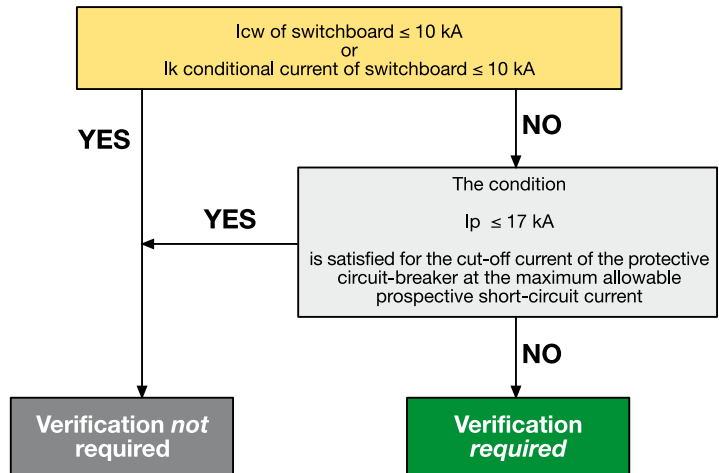 Icw of switchboard ≤ 10 kA
or
Ik conditional current of switchboard ≤ 10 kA
YES
NO
The condition
YES
Ip ≤ 17 kA
is satisfied for the cut-off current of the protective
circuit-breaker at the maximum allowable
prospective short-circuit current
NO
Verification not
required
Verification
required